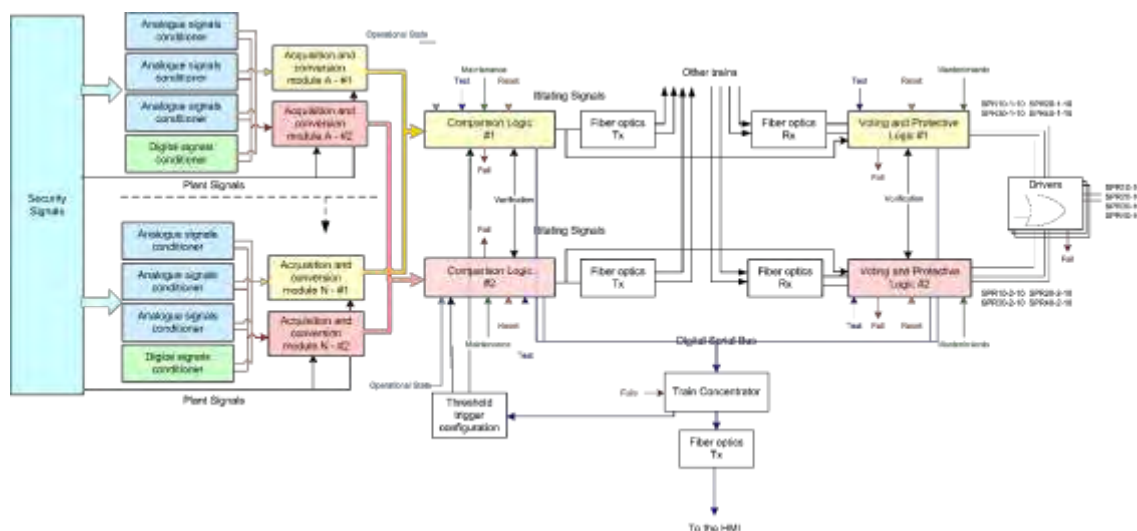 Security
Signals
Analogue signals
conditioner
Analogue signals
conditioner
Analogue signals
conditioner
Digital signals
conditioner
Plant Signals
Acquisition and
conversion
module A - #1
Acquisition and
conversion
module A - #2
Analogue signals
conditioner
Analogue signals
conditioner
Analogue signals
conditioner
Digital signals
conditioner
Plant Signals
Acquisition and
conversion
module N - #1
Acquisition and
conversion
module N - #2
Operational State
Maintenance
Test
Reset
Comparison Logic
#1
Fail
Verification
Fail
Comparison Logic
#2
Reset
Maintenance
Test
Operational State
Threshold
trigger
configuration
Initiating Signals
Fiber optics
Tx
Initiating Signals
Fiber optics
Tx
Other trains
Fiber optics
Rx
Fiber optics
Rx
Test
Reset
Mantenimiento
Voting and Protective
Logic #1
Fail
Verification
Voting and Protective
Logic #2
Test
Fail
Reset
Mantenimiento
Drivers
Fail
Digital Serial Bus
Fails
Train Concentrator
Fiber optics
Tx
To the HMI